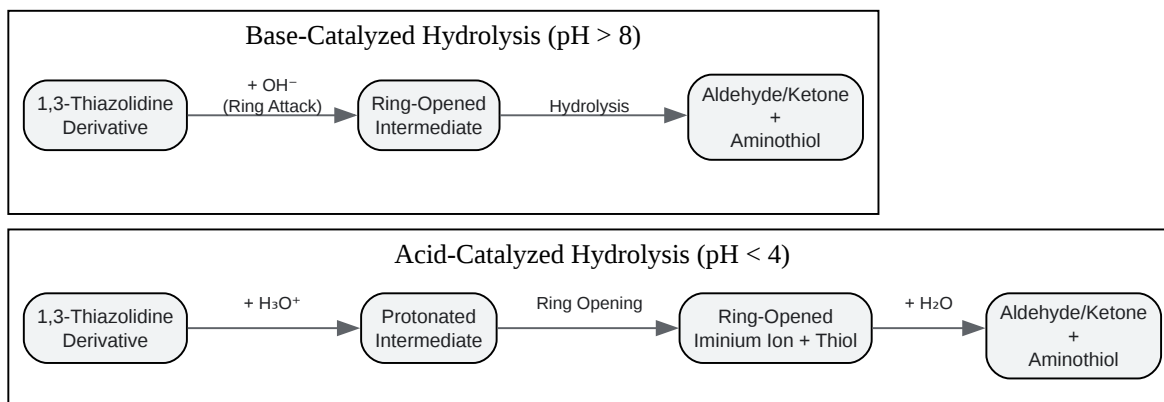 Base-Catalyzed Hydrolysis (pH > 8)
1,3-Thiazolidine
Derivative
+ OH⁻
(Ring Attack)
Ring-Opened
Intermediate
Hydrolysis
Aldehyde/Ketone
+
Aminothiol
Acid-Catalyzed Hydrolysis (pH < 4)
1,3-Thiazolidine
Derivative
+ H₃O⁺
Protonated
Intermediate
Ring Opening
Ring-Opened
Iminium Ion + Thiol
+ H₂O
Aldehyde/Ketone
+
Aminothiol